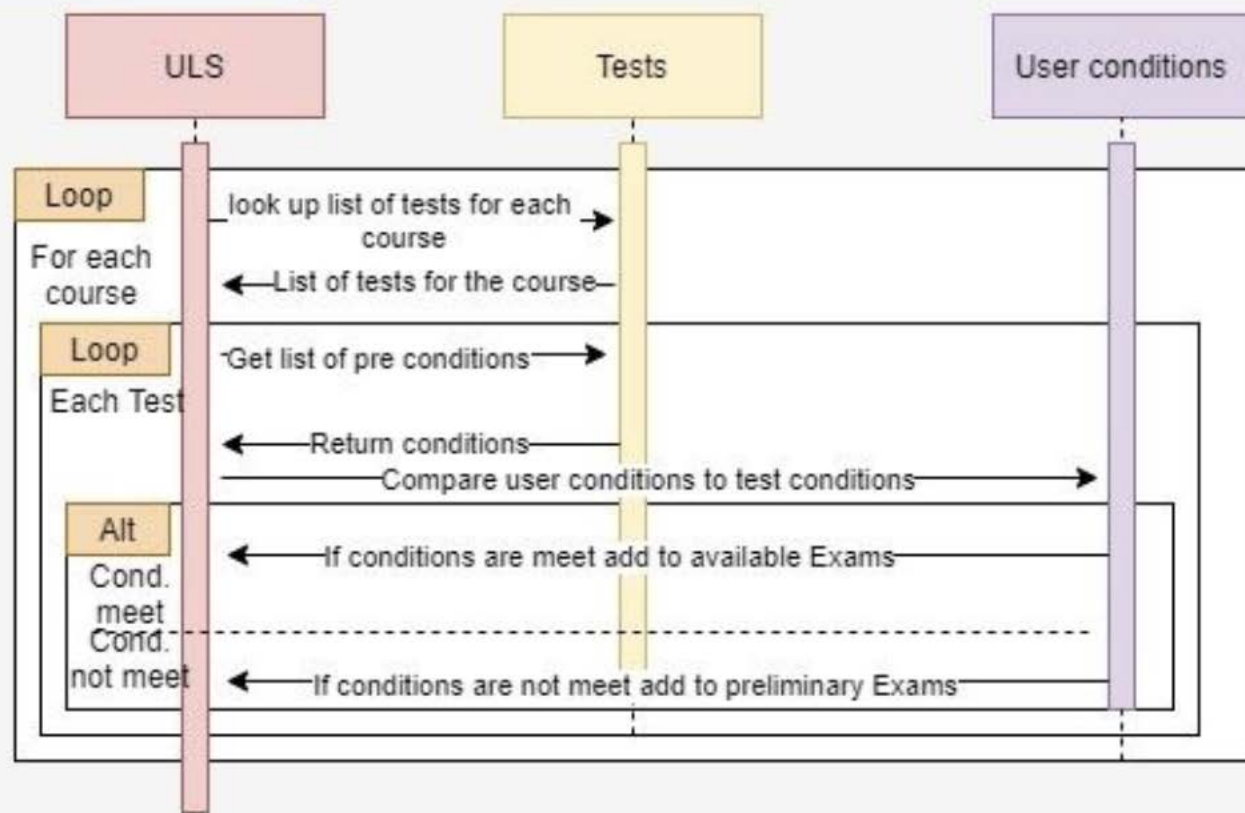 ULS
Tests
User conditions
Loop
look up list of tests for each
course
For each
course
List of tests for the course
Loop
Get list of pre conditions
Each Test
Return conditions
Compare user conditions to test conditions
Alt
If conditions are meet add to available Exams
Cond.
meet
Cond.
not meet
If conditions are not meet add to preliminary Exams